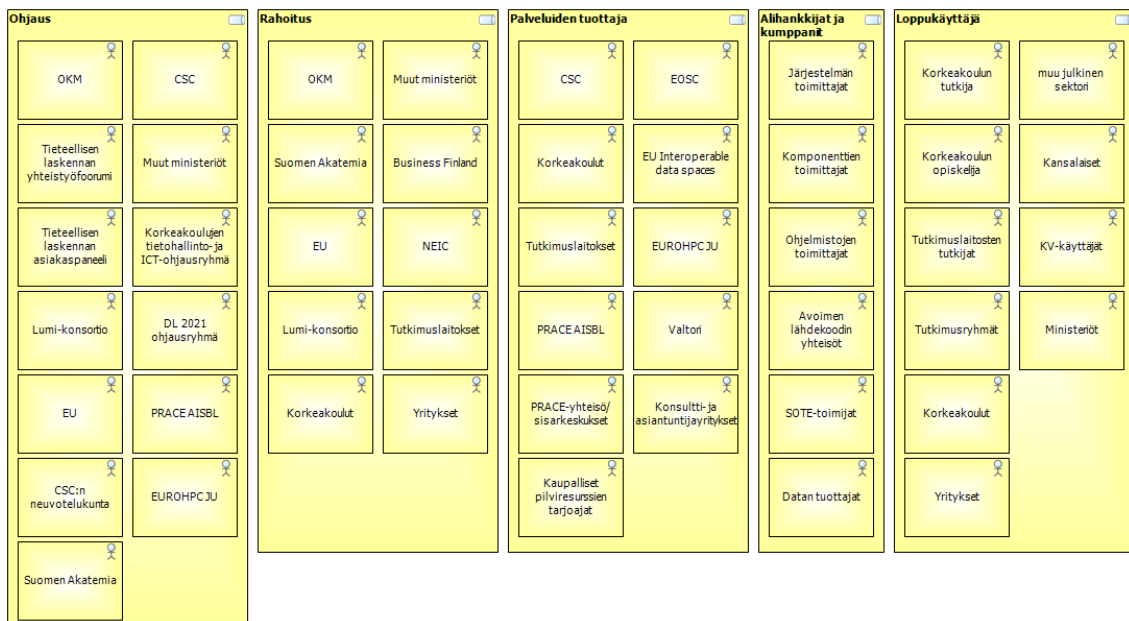 Ohjaus
OKM
CSC
Tieteellisen
laskennan
yhteistyöfoorumi
Muut ministeriöt
Tieteellisen
laskennan
asiakaspaneeli
Korkeakoulujen
tietohallinto-ja
ICT-ohjausryhmä
Lumi-konsortio
DL 2021
ohjausryhmä
EU
PRACE AISBL
CSC:n
neuvotelukunta
EUROHPC JU
Suomen Akatemia
Rahoitus
OKM
Muut ministeriöt
Suomen Akatemia
Business Finland
EU
NEIC
Lumi-konsortio
Tutkimuslaitokset
Korkeakoulut
Yritykset
Palveluiden tuottaja
CSC
EOSC
Korkeakoulut
EU Interoperable
data spaces
Tutkimuslaitokset
EUROHPC JU
PRACE AISBL
Valtori
PRACE-yhteisö/
sisarkeskukset
Konsultti-ja
asiantuntijayritykset
Kaupalliset
pilviresurssien
tarjoajat
Alihankkijat ja
kumppanit
Järjestelmän
toimittajat
Komponenttien
toimittajat
Ohjelmistojen
toimittajat
Avoimen
lähdekoodin
yhteisöt
SOTE-toimijat
Datan tuottajat
Loppukäyttäjä
Korkeakoulun
tutkija
muu julkinen
sektori
Korkeakoulun
opiskelija
Kansalaiset
Tutkimuslaitosten
tutkijat
KV-käyttäjät
Tutkimusryhmät
Ministeriöt
Korkeakoulut
Yritykset